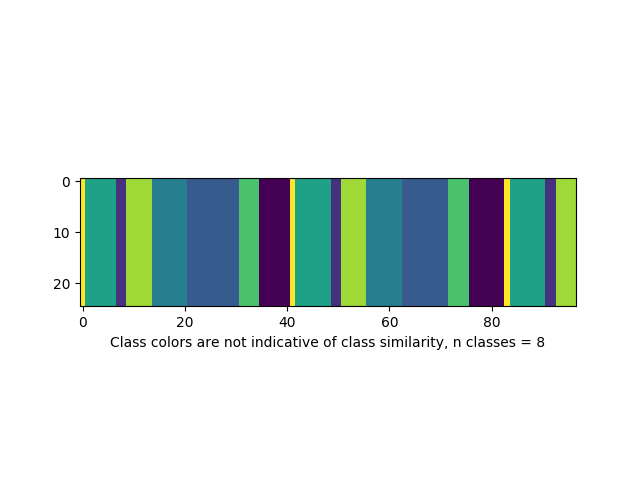 0
10
20
0 20 40 60 80
Class colors are not indicative of class similarity, n classes = 8